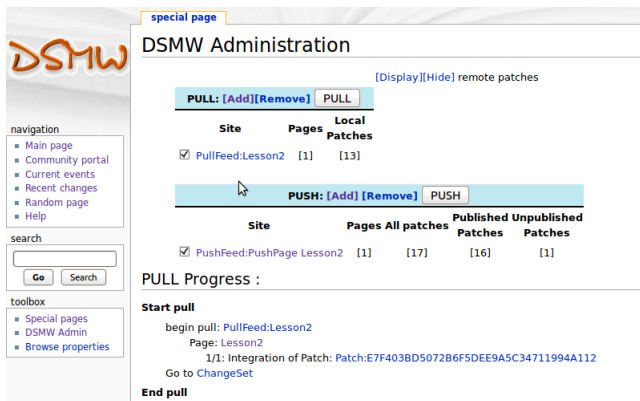 special page
DSMW
DSMW Administration
[Display][Hide] remote patches
PULL: [Add][Remove] PULL
Site Pages Local Patches
PullFeed:Lesson2 [1] [13]
PUSH: [Add] [Remove] PUSH
Site Pages All patches Published Patches Unpublished Patches
PushFeed:PushPage Lesson2 [1] [17] [16] [1]
navigation
Main page
Community portal
Current events
Recent changes
Random page
Help
search
Go Search
toolbox
Special pages
DSMW Admin
Browse properties
PULL Progress :
Start pull
begin pull: PullFeed:Lesson2
Page: Lesson2
1/1: Integration of Patch: Patch:E7F403BD5072B6F5DEE9A5C34711994A112
Go to ChangeSet
End pull